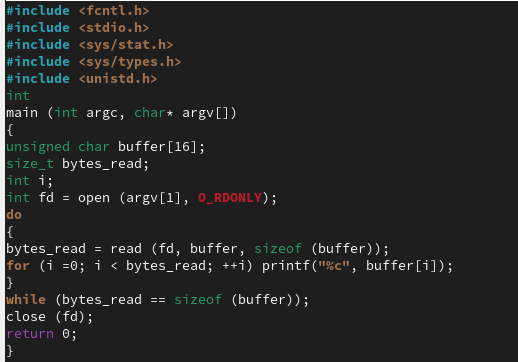 #include <fcntl.h>
#include <stdio.h>
#include <sys/stat.h>
#include <sys/types.h>
#include <unistd.h>
int
main (int argc, char* argv[])
{
unsigned char buffer[16];
size_t bytes_read;
int i;
int fd = open (argv[1], O_RDONLY);
do
{
bytes_read = read (fd, buffer, sizeof (buffer));
for (i =0; i < bytes_read; ++i) printf("%c", buffer[i]);
}
while (bytes_read == sizeof (buffer));
close (fd);
return 0;
}